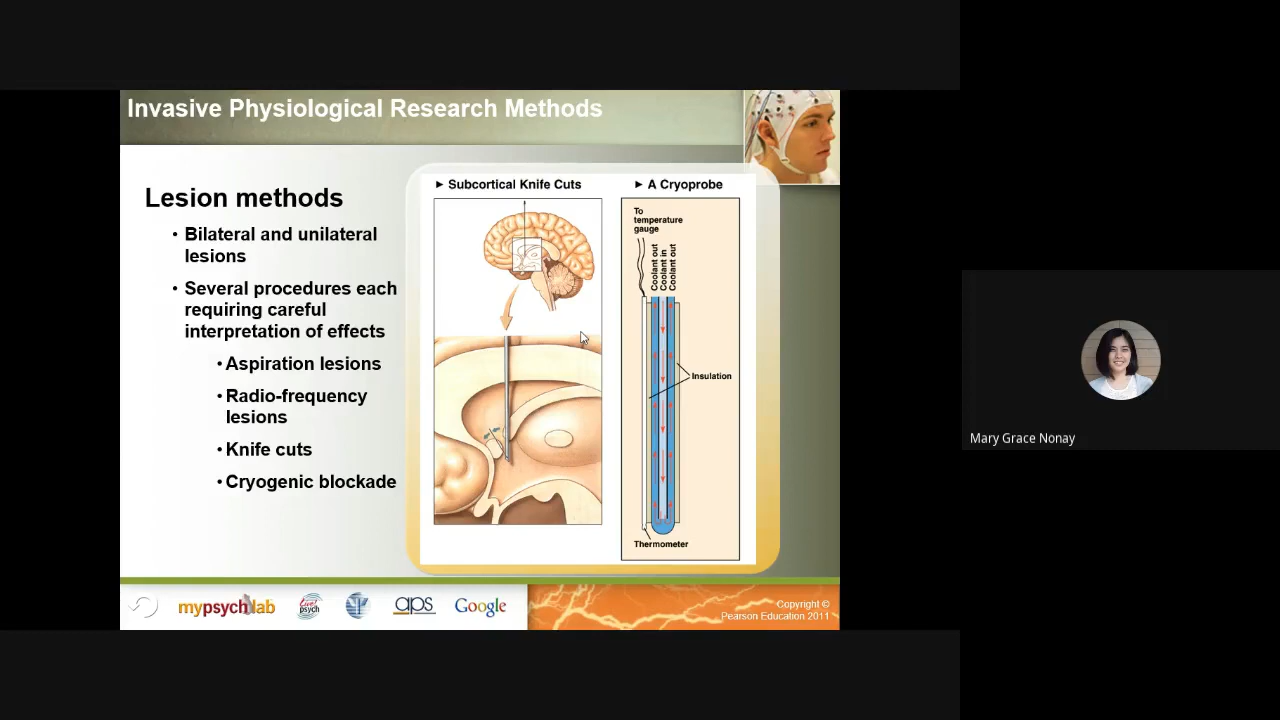 Invasive Physiological Research Methods
Lesion methods
• Bilateral and unilateral
lesions
• Several procedures each
requiring careful
interpretation of effects
• Aspiration lesions
• Radio-frequency
lesions
• Knife cuts
• Cryogenic blockade
► Subcortical Knife Cuts
► A Cryoprobe
To
temperature
gauge
Coolant out
Coolant in
Coolant out
Insulation
Thermometer
mypsychlab
Live!
psych
aps
Google
Copyright ©
Pearson Education 2011
Mary Grace Nonay